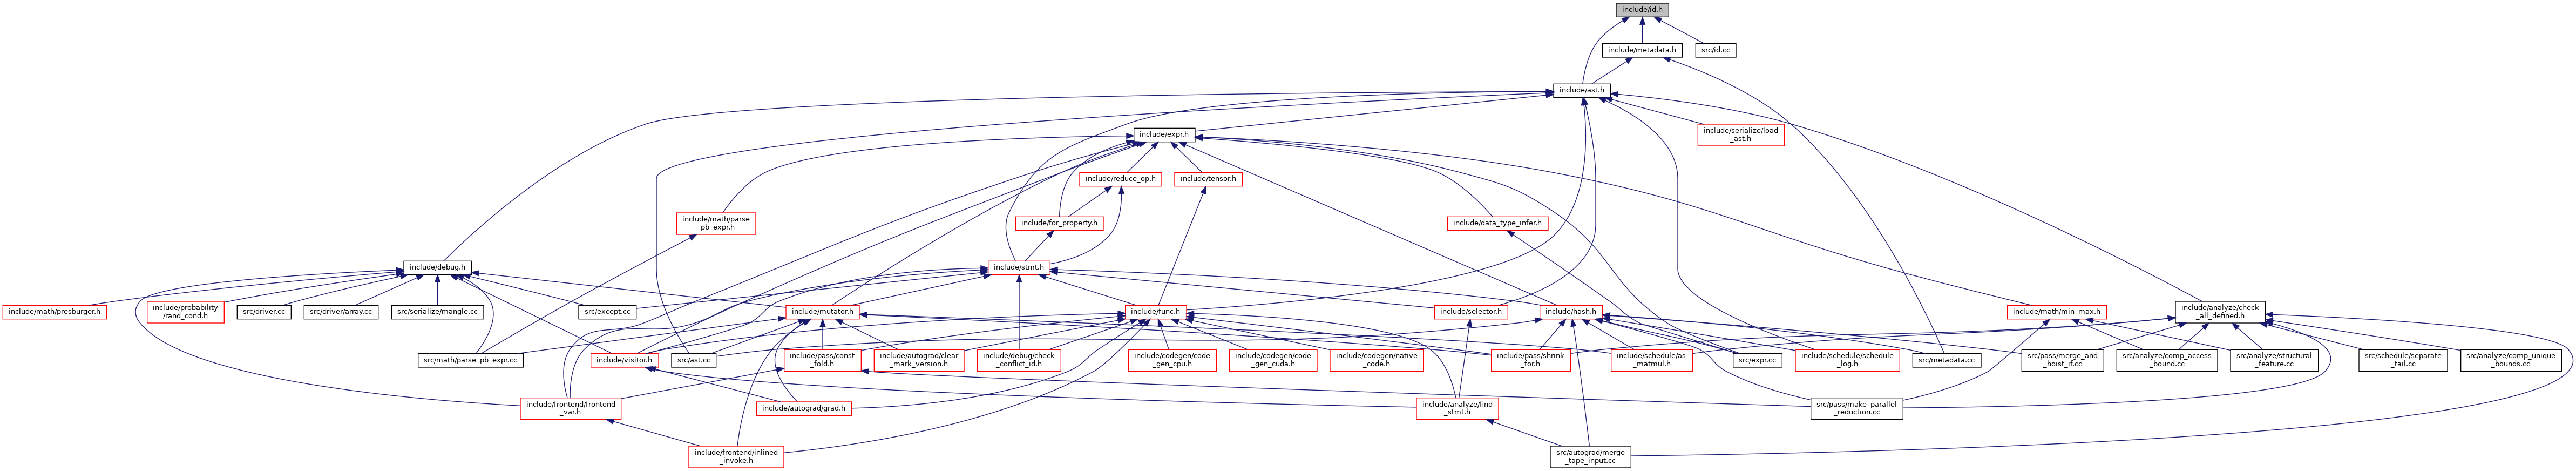 include/id.h
include/metadata.h
src/id.cc
include/ast.h
include/expr.h
include/serialize/load
_ast.h
include/reduce_op.h
include/tensor.h
include/math/parse
_pb_expr.h
include/for_property.h
include/data_type_infer.h
include/debug.h
include/stmt.h
include/math/presburger.h
include/probability
/rand_cond.h
src/driver.cc
src/driver/array.cc
src/serialize/mangle.cc
src/except.cc
include/mutator.h
include/func.h
include/selector.h
include/hash.h
include/math/min_max.h
include/analyze/check
_all_defined.h
src/math/parse_pb_expr.cc
include/visitor.h
src/ast.cc
include/pass/const
_fold.h
include/autograd/clear
_mark_version.h
include/debug/check
_conflict_id.h
include/codegen/code
_gen_cpu.h
include/codegen/code
_gen_cuda.h
include/codegen/native
_code.h
include/pass/shrink
_for.h
include/schedule/as
_matmul.h
src/expr.cc
include/schedule/schedule
_log.h
src/metadata.cc
src/pass/merge_and
_hoist_if.cc
src/analyze/comp_access
_bound.cc
src/analyze/structural
_feature.cc
src/schedule/separate
_tail.cc
src/analyze/comp_unique
_bounds.cc
include/frontend/frontend
_var.h
include/autograd/grad.h
include/analyze/find
_stmt.h
src/pass/make_parallel
_reduction.cc
include/frontend/inlined
_invoke.h
src/autograd/merge
_tape_input.cc